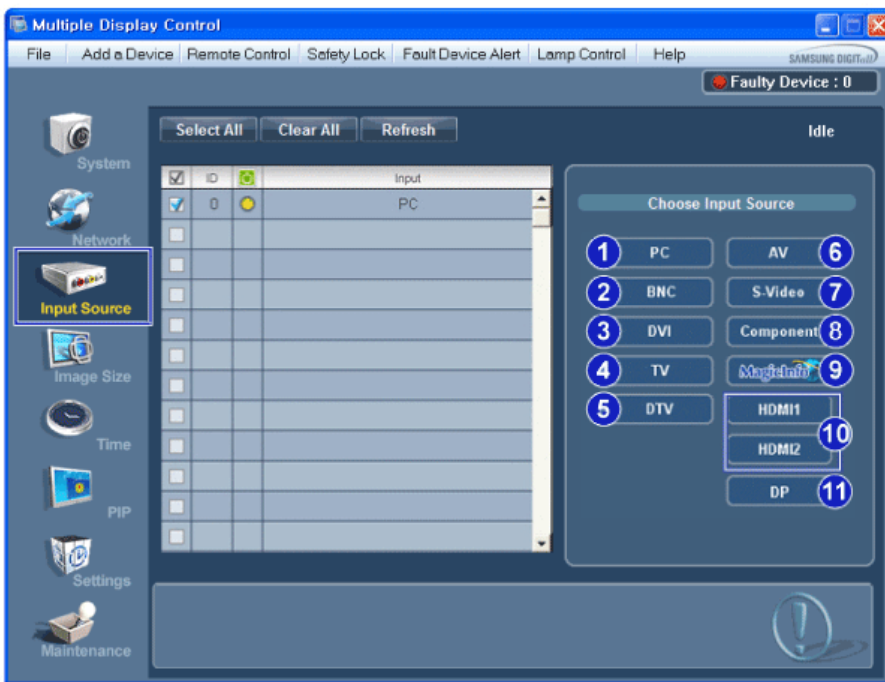 Multiple Display Control
File Add a Device Remote Control Safety Lock Fault Device Alert Lamp Control Help
SAMSUNG DIGITall
Faulty Device : 0
Select All Clear All Refresh
Idle
System
Network
Input Source
Image Size
Time
PIP
Settings
Maintenance
ID Input
0 PC
Choose Input Source
1 PC
2 BNC
3 DVI
4 TV
5 DTV
AV 6
S-Video 7
Component 8
MagicInfo 9
HDMI1
10
HDMI2
DP 11